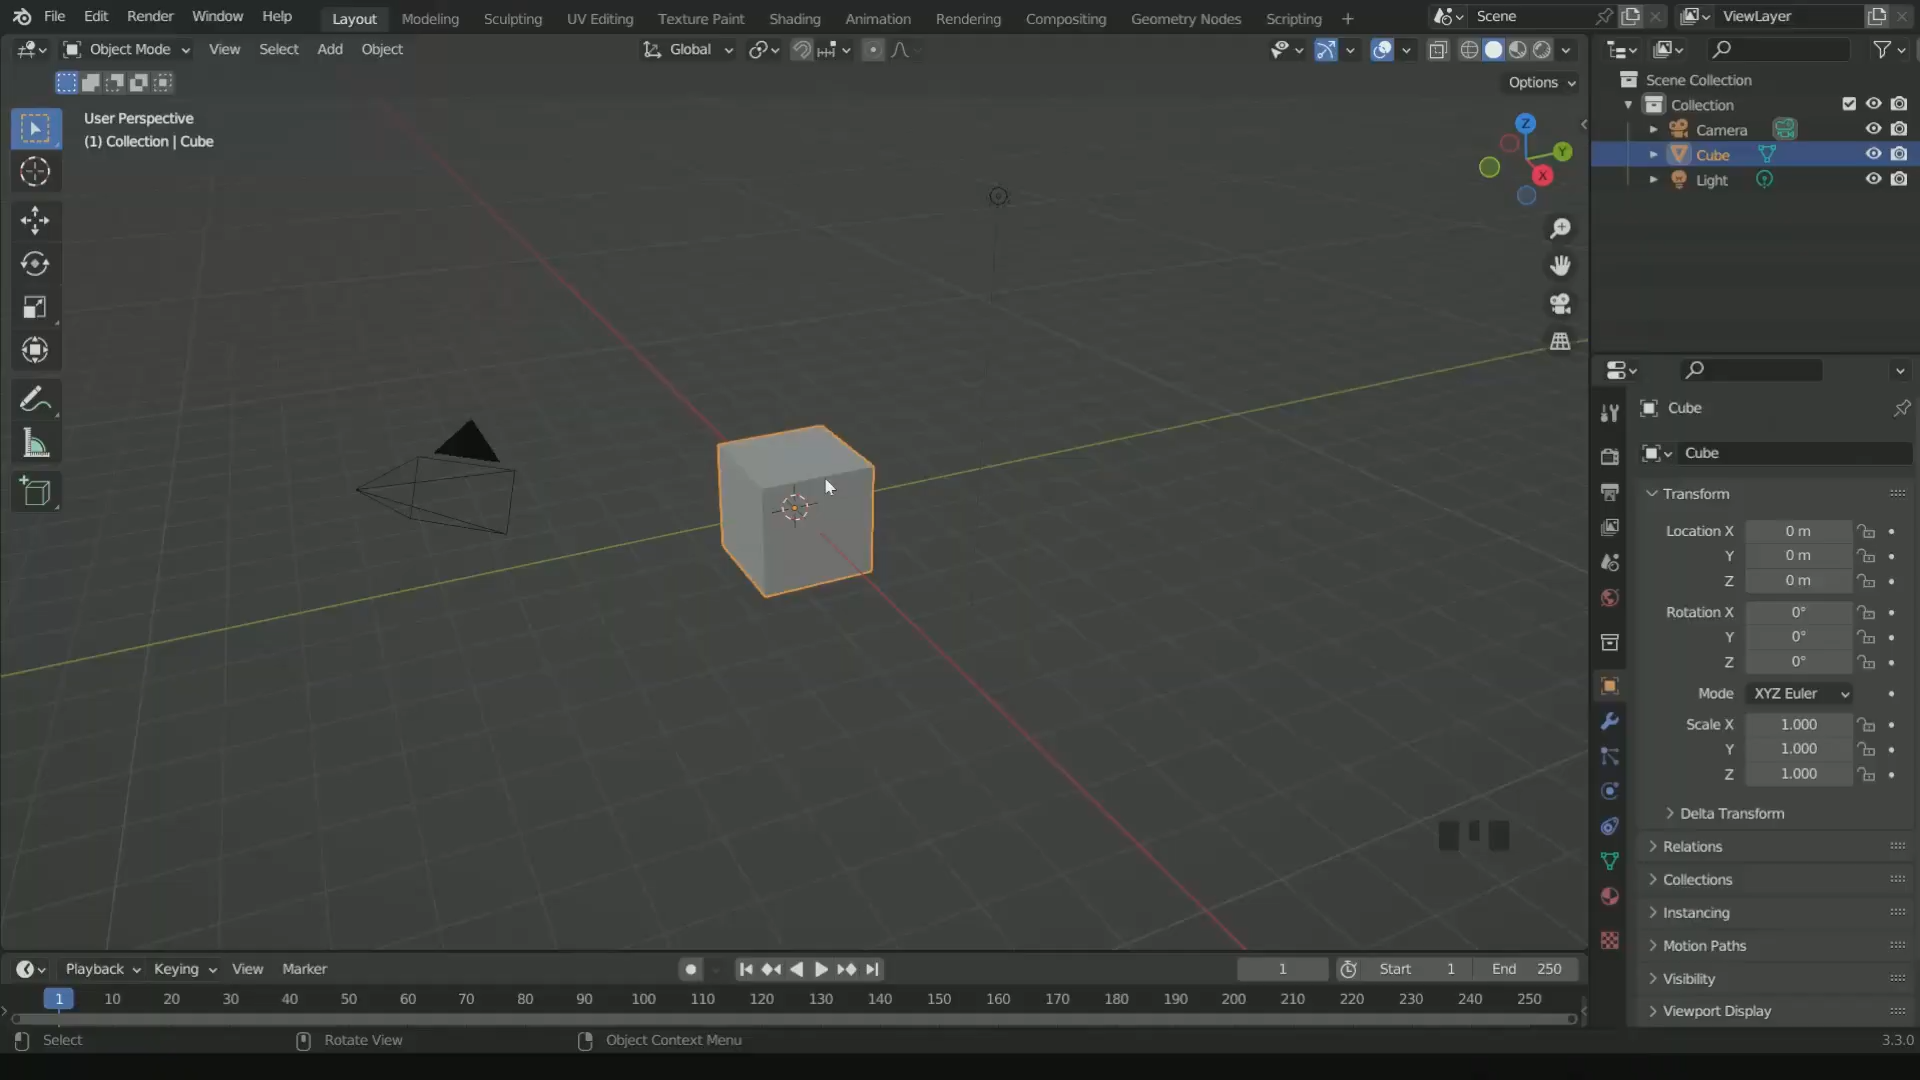 File Edit Render Window Help Layout Modeling Sculpting UV Editing Texture Paint Shading Animation Rendering Compositing Geometry Nodes Scripting + Scene ViewLayer
Object Mode View Select Add Object Global
Options
User Perspective
(1) Collection | Cube
Z
Y
X
Scene Collection
Collection
Camera
Cube
Light
Cube
Cube
Transform
Location X 0 m
Y 0 m
Z 0 m
Rotation X 0°
Y 0°
Z 0°
Mode XYZ Euler
Scale X 1.000
Y 1.000
Z 1.000
Delta Transform
Relations
Collections
Instancing
Motion Paths
Visibility
Viewport Display
Playback Keying View Marker 1 Start 1 End 250
1 10 20 30 40 50 60 70 80 90 100 110 120 130 140 150 160 170 180 190 200 210 220 230 240 250
Select Rotate View Object Context Menu 3.3.0